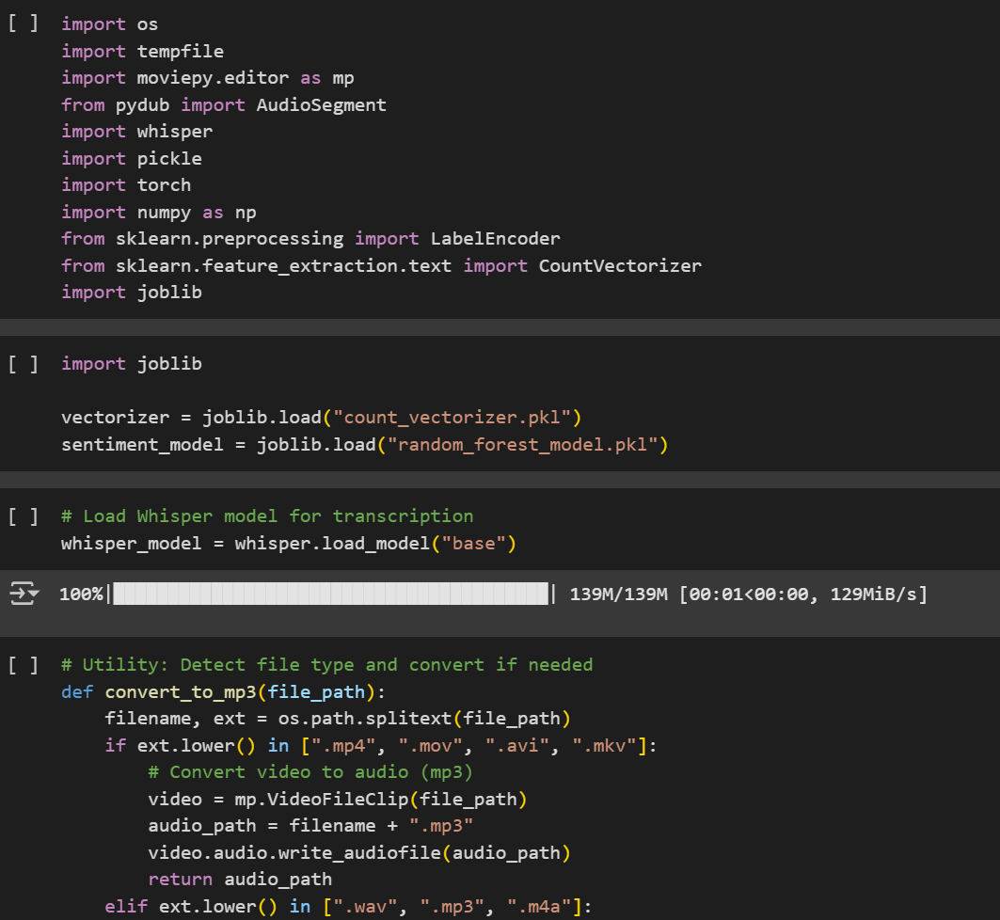 [ ] import os
import tempfile
import moviepy.editor as mp
from pydub import AudioSegment
import whisper
import pickle
import torch
import numpy as np
from sklearn.preprocessing import LabelEncoder
from sklearn.feature_extraction.text import CountVectorizer
import joblib
[ ] import joblib
vectorizer = joblib.load("count_vectorizer.pkl")
sentiment_model = joblib.load("random_forest_model.pkl")
[ ] # Load Whisper model for transcription
whisper_model = whisper.load_model("base")
100%|████████████████████████████████████████| 139M/139M [00:01<00:00, 129MiB/s]
[ ] # Utility: Detect file type and convert if needed
def convert_to_mp3(file_path):
    filename, ext = os.path.splitext(file_path)
    if ext.lower() in [".mp4", ".mov", ".avi", ".mkv"]:
        # Convert video to audio (mp3)
        video = mp.VideoFileClip(file_path)
        audio_path = filename + ".mp3"
        video.audio.write_audiofile(audio_path)
        return audio_path
    elif ext.lower() in [".wav", ".mp3", ".m4a"]: